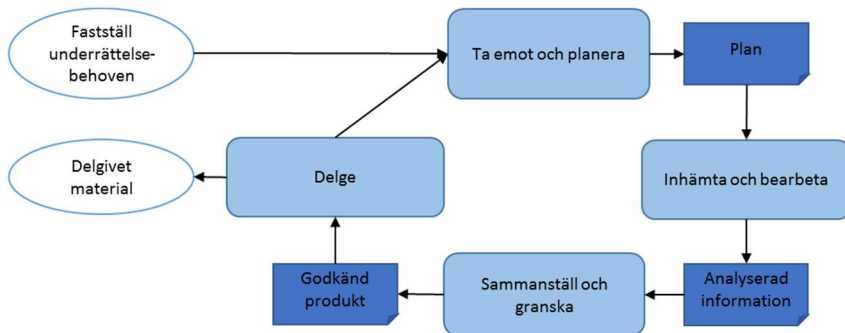 Fastställ
underrättelse-
behoven
Ta emot och planera
Plan
Delgivet
material
Delge
Inhämta och bearbeta
Godkänd
produkt
Sammanställ och
granska
Analyserad
information